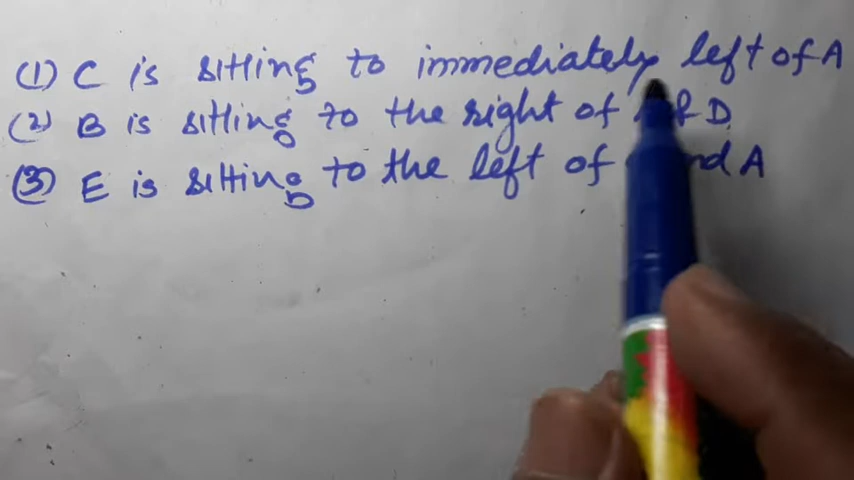 (1) C is sitting to immediately left of A
(2) B is sitting to the right of D
(3) E is sitting to the left of A